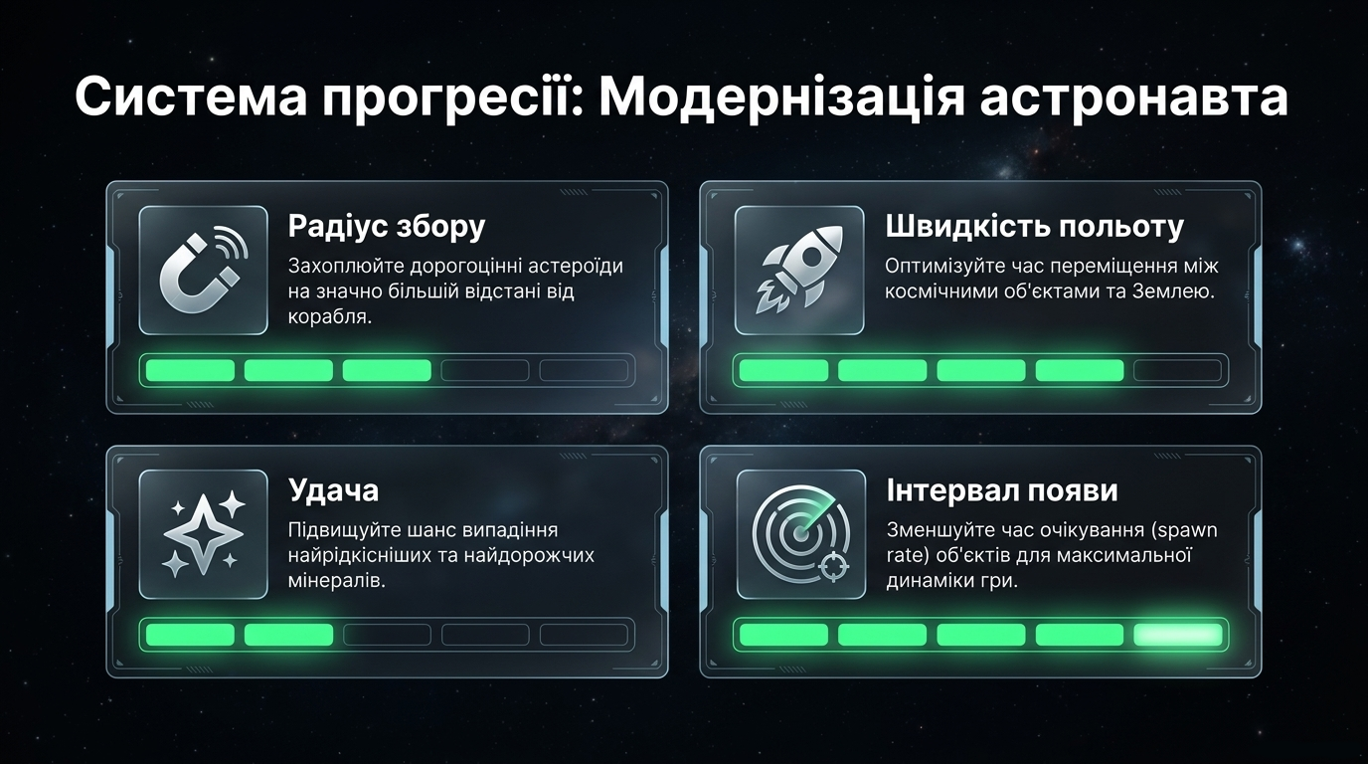 Система прогресії: Модернізація астронавта
Радіус збору
Захоплюйте дорогоцінні астероїди
на значно більшій відстані від
корабля.
Швидкість польоту
Оптимізуйте час переміщення між
космічними об'єктами та Землею.
Удача
Підвищуйте шанс випадіння
найрідкісніших та найдорожчих
мінералів.
Інтервал появи
Зменшуйте час очікування (spawn
rate) об'єктів для максимальної
динаміки гри.